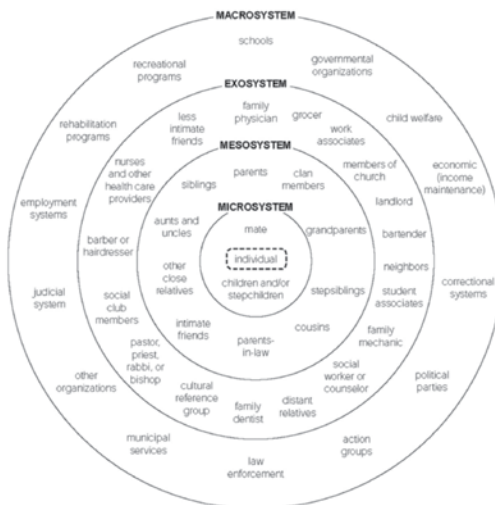 MACROSYSTEM
schools
recreational
programs
governmental
organizations
rehabilitation
programs
child welfare
employment
systems
economic
(income
maintenance)
judicial
system
correctional
systems
other
organizations
political
parties
municipal
services
action
groups
law
enforcement
EXOSYSTEM
family
physician
less
intimate
friends
grocer
work
associates
nurses
and other
health care
providers
members of
church
landlord
barber or
hairdresser
bartender
neighbors
social
club
members
student
associates
family
mechanic
pastor,
priest,
rabbi, or
bishop
social
worker or
counselor
cultural
reference
group
distant
relatives
family
dentist
MESOSYSTEM
parents
siblings
clan
members
aunts and
uncles
grandparents
other
close
relatives
stepsiblings
intimate
friends
cousins
parents-
in-law
MICROSYSTEM
mate
individual
children and/or
stepchildren